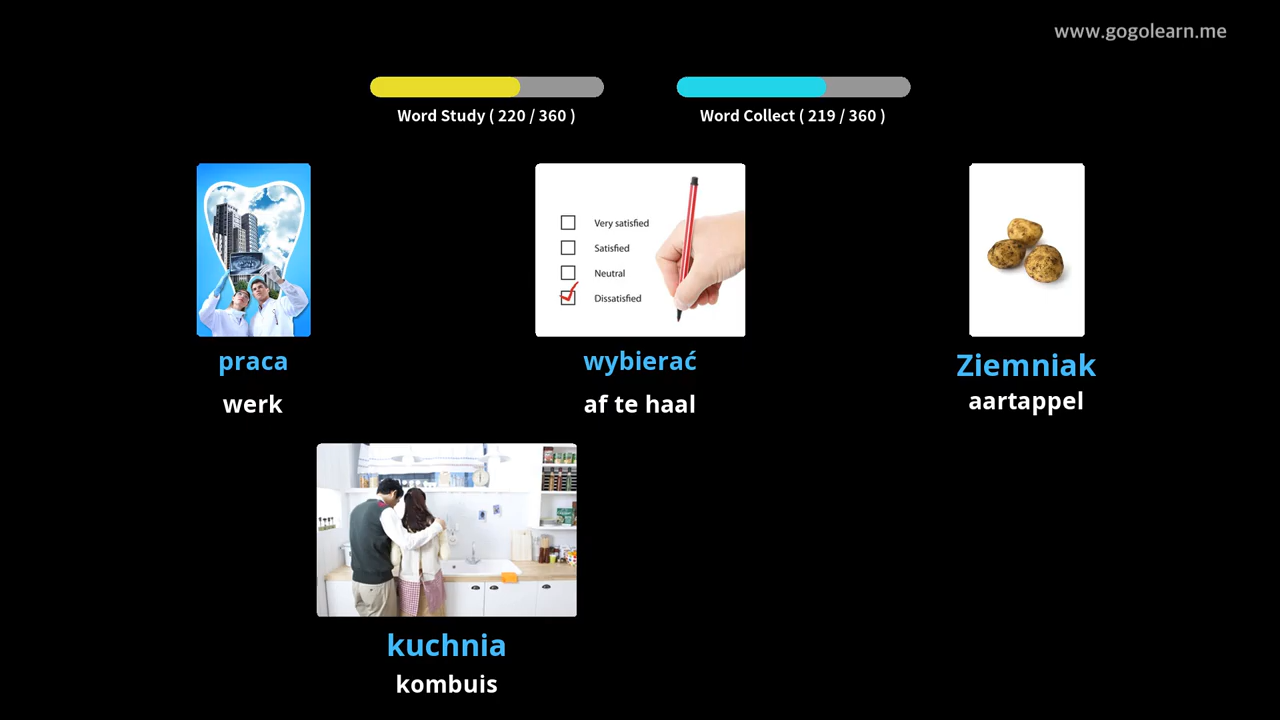 www.gogolearn.me
Word Study ( 220 / 360 )
Word Collect ( 219 / 360 )
Very satisfied
Satisfied
Neutral
Dissatisfied
praca
wybierać
Ziemniak
werk
af te haal
aartappel
kuchnia
kombuis